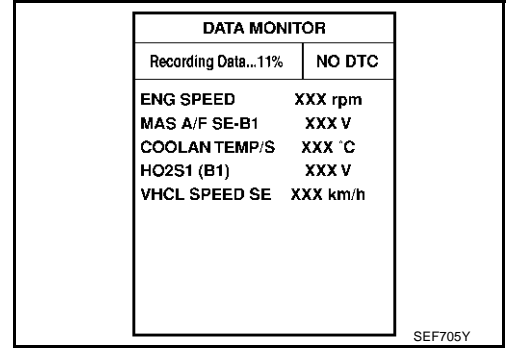 DATA MONITOR
Recording Data...11% NO DTC
ENG SPEED XXX rpm
MAS A/F SE-B1 XXX V
COOLAN TEMP/S XXX °C
HO2S1 (B1) XXX V
VHCL SPEED SE XXX km/h
SEF705Y